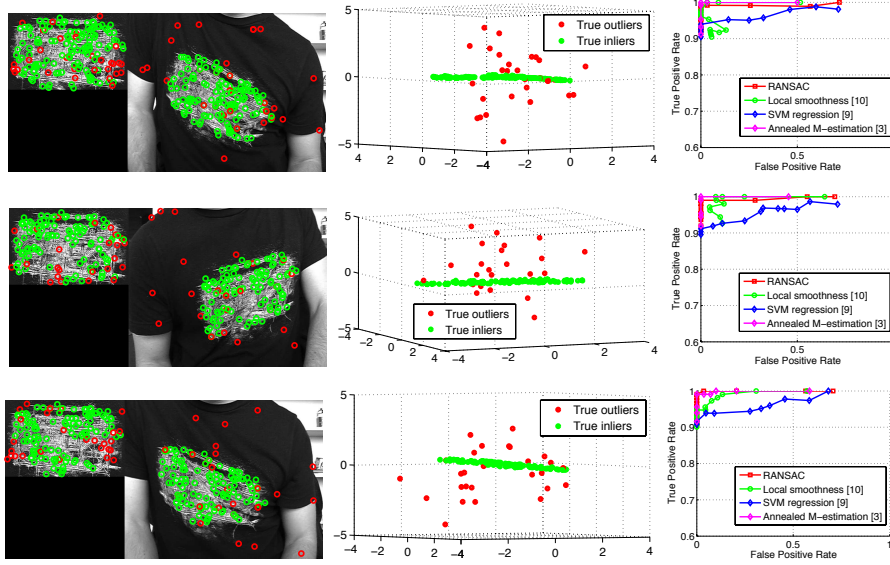 5
0
−5
4
2
0
−2
−4
−4
−2
0
2
4
True outliers
True inliers
1
0.9
0.8
0.7
0.6
0
0.5
1
True Positive Rate
False Positive Rate
RANSAC
Local smoothness [10]
SVM regression [9]
Annealed M−estimation [3]
5
0
−5
−2
0
2
4
−4
−2
0
2
4
True outliers
True inliers
1
0.9
0.8
0.7
0.6
0
0.5
1
True Positive Rate
False Positive Rate
RANSAC
Local smoothness [10]
SVM regression [9]
Annealed M−estimation [3]
5
0
−5
4
2
0
−2
−4
−4
−2
0
2
4
True outliers
True inliers
1
0.9
0.8
0.7
0.6
0
0.5
1
True Positive Rate
False Positive Rate
RANSAC
Local smoothness [10]
SVM regression [9]
Annealed M−estimation [3]